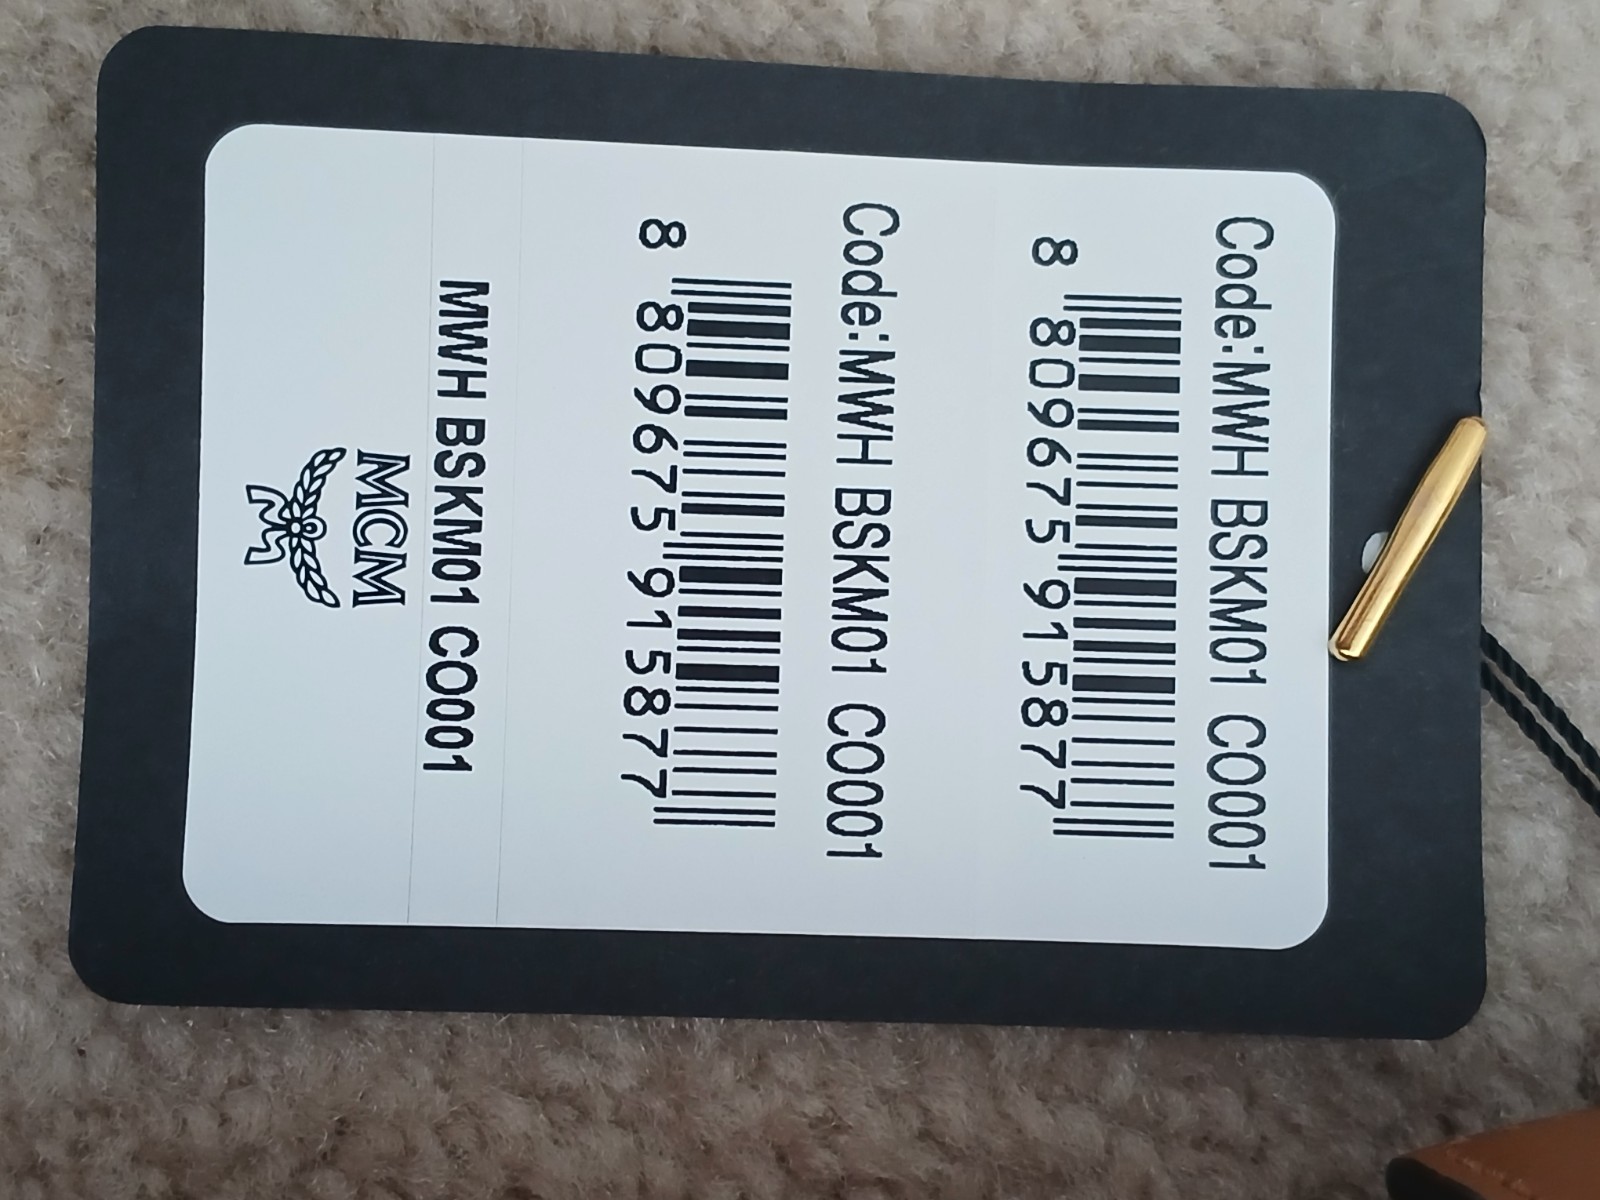 Code:MWH BSKM01 CO001
8 809675 915877
Code:MWH BSKM01 CO001
8 809675 915877
MWH BSKM01 CO001
MCM